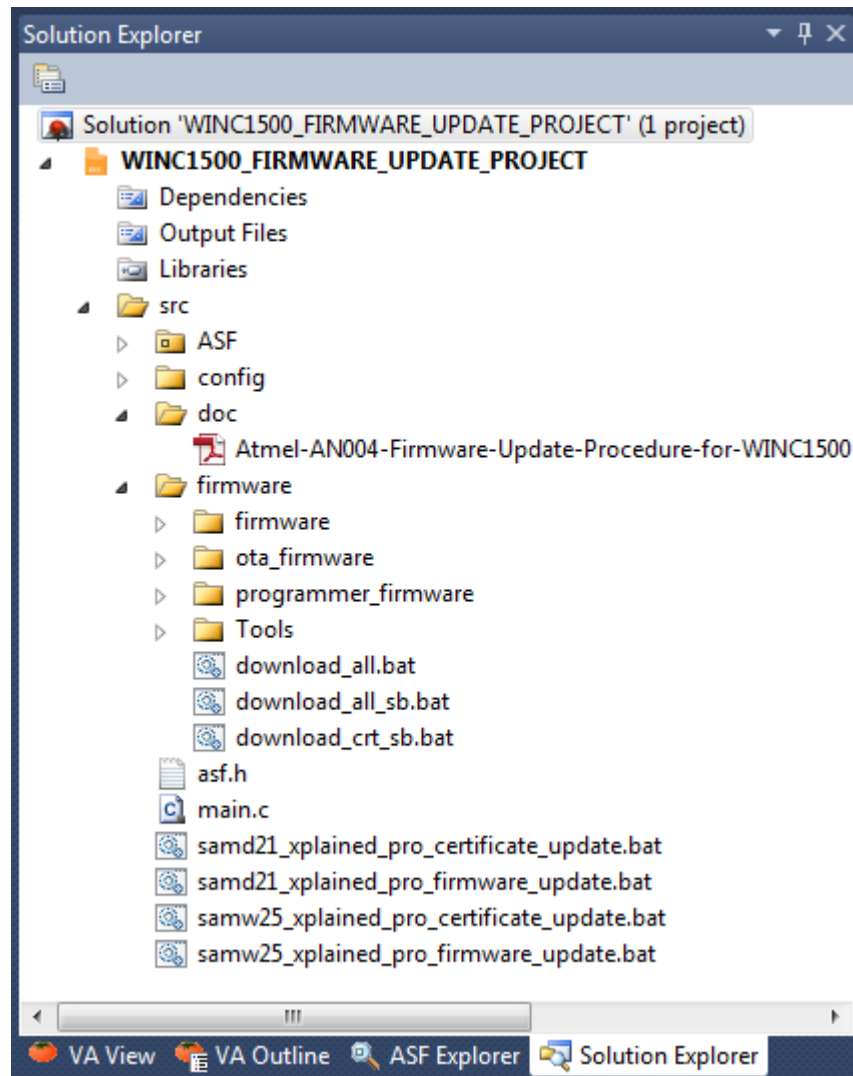 Solution Explorer
Solution 'WINC1500_FIRMWARE_UPDATE_PROJECT' (1 project)
WINC1500_FIRMWARE_UPDATE_PROJECT
Dependencies
Output Files
Libraries
src
ASF
config
doc
Atmel-AN004-Firmware-Update-Procedure-for-WINC1500
firmware
firmware
ota_firmware
programmer_firmware
Tools
download_all.bat
download_all_sb.bat
download_crt_sb.bat
asf.h
main.c
samd21_xplained_pro_certificate_update.bat
samd21_xplained_pro_firmware_update.bat
samw25_xplained_pro_certificate_update.bat
samw25_xplained_pro_firmware_update.bat
VA View VA Outline ASF Explorer Solution Explorer